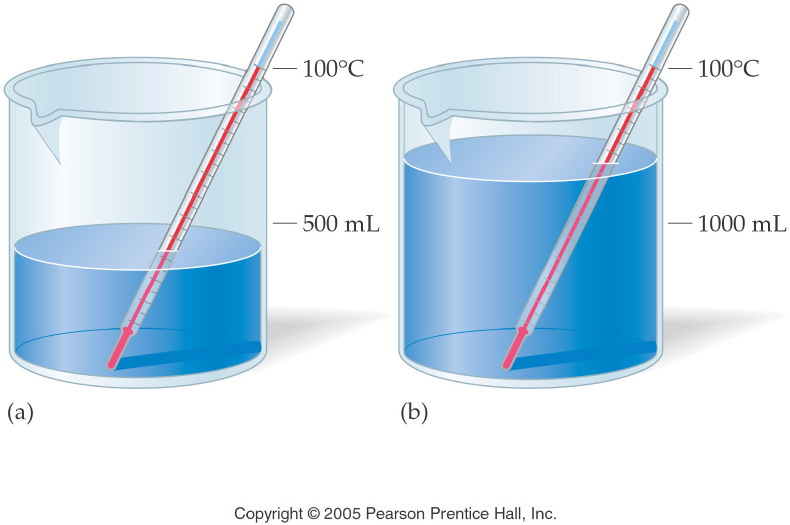 100°C
500 mL
(a)
100°C
1000 mL
(b)
Copyright © 2005 Pearson Prentice Hall, Inc.